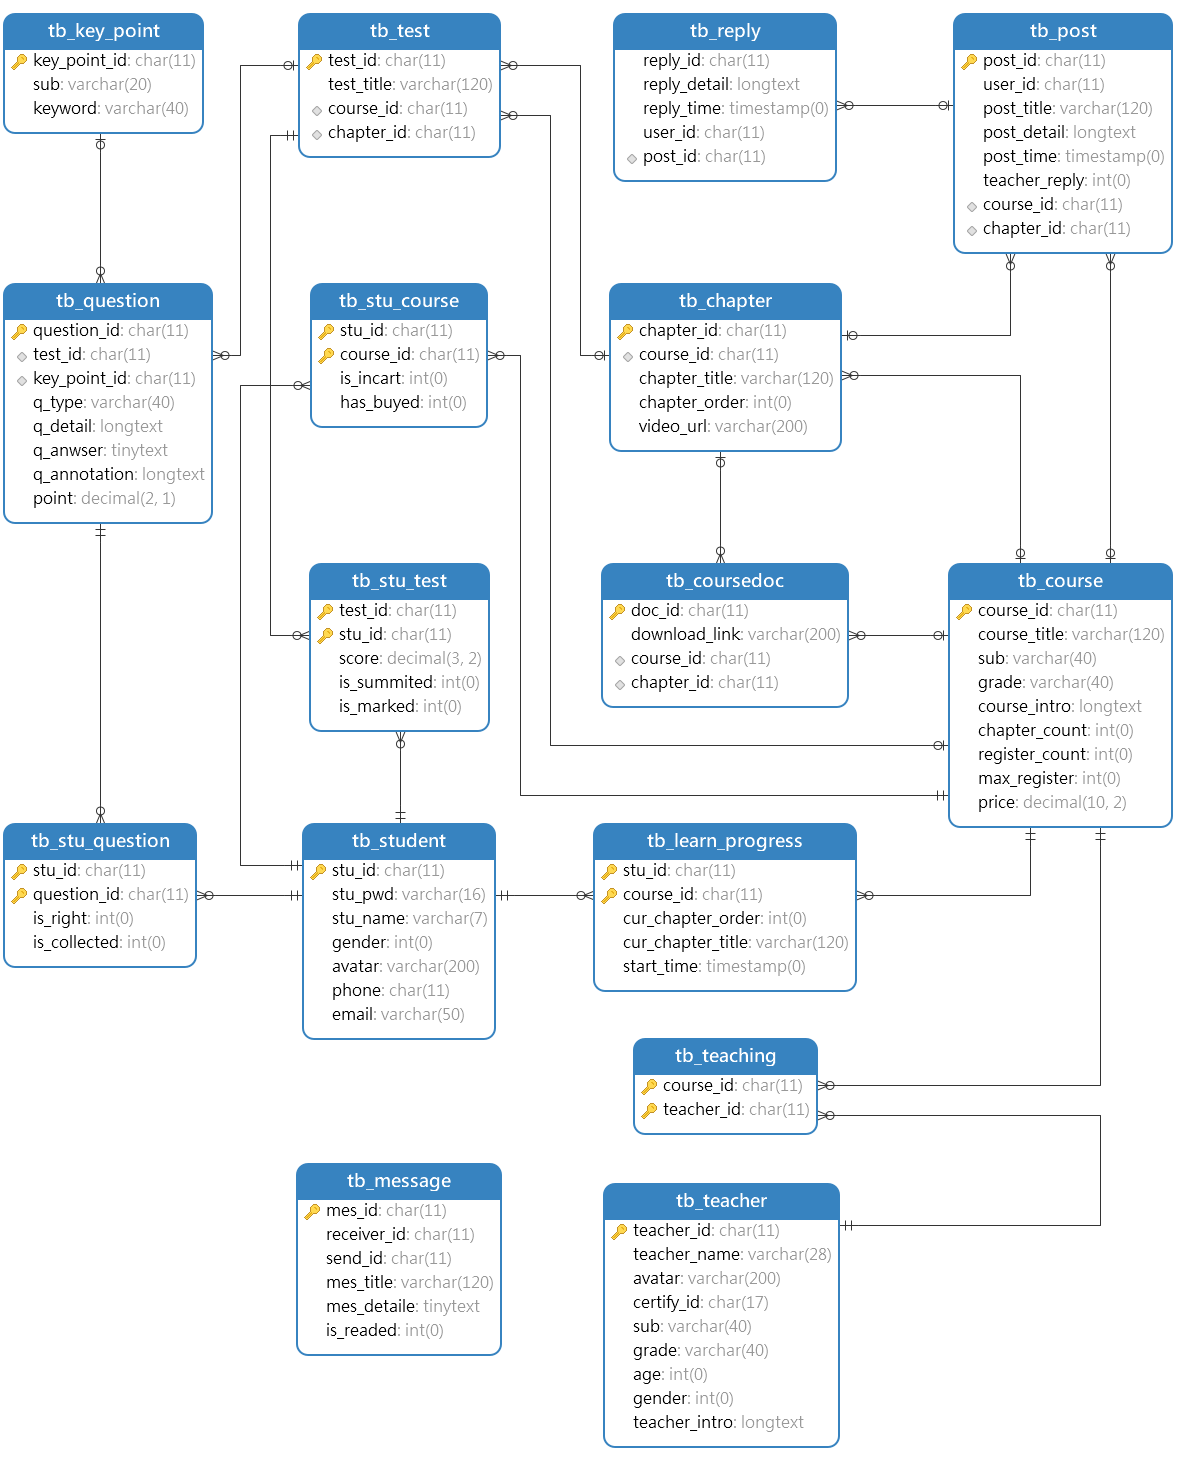 tb_key_point
key_point_id: char(11)
sub: varchar(20)
keyword: varchar(40)
tb_test
test_id: char(11)
test_title: varchar(120)
course_id: char(11)
chapter_id: char(11)
tb_reply
reply_id: char(11)
reply_detail: longtext
reply_time: timestamp(0)
user_id: char(11)
post_id: char(11)
tb_post
post_id: char(11)
user_id: char(11)
post_title: varchar(120)
post_detail: longtext
post_time: timestamp(0)
teacher_reply: int(0)
course_id: char(11)
chapter_id: char(11)
tb_question
question_id: char(11)
test_id: char(11)
key_point_id: char(11)
q_type: varchar(40)
q_detail: longtext
q_anwser: tinytext
q_annotation: longtext
point: decimal(2, 1)
tb_stu_course
stu_id: char(11)
course_id: char(11)
is_incart: int(0)
has_buyed: int(0)
tb_chapter
chapter_id: char(11)
course_id: char(11)
chapter_title: varchar(120)
chapter_order: int(0)
video_url: varchar(200)
tb_stu_test
test_id: char(11)
stu_id: char(11)
score: decimal(3, 2)
is_summited: int(0)
is_marked: int(0)
tb_coursedoc
doc_id: char(11)
download_link: varchar(200)
course_id: char(11)
chapter_id: char(11)
tb_course
course_id: char(11)
course_title: varchar(120)
sub: varchar(40)
grade: varchar(40)
course_intro: longtext
chapter_count: int(0)
register_count: int(0)
max_register: int(0)
price: decimal(10, 2)
tb_stu_question
stu_id: char(11)
question_id: char(11)
is_right: int(0)
is_collected: int(0)
tb_student
stu_id: char(11)
stu_pwd: varchar(16)
stu_name: varchar(7)
gender: int(0)
avatar: varchar(200)
phone: char(11)
email: varchar(50)
tb_learn_progress
stu_id: char(11)
course_id: char(11)
cur_chapter_order: int(0)
cur_chapter_title: varchar(120)
start_time: timestamp(0)
tb_teaching
course_id: char(11)
teacher_id: char(11)
tb_message
mes_id: char(11)
receiver_id: char(11)
send_id: char(11)
mes_title: varchar(120)
mes_detaile: tinytext
is_readed: int(0)
tb_teacher
teacher_id: char(11)
teacher_name: varchar(28)
avatar: varchar(200)
certify_id: char(17)
sub: varchar(40)
grade: varchar(40)
age: int(0)
gender: int(0)
teacher_intro: longtext